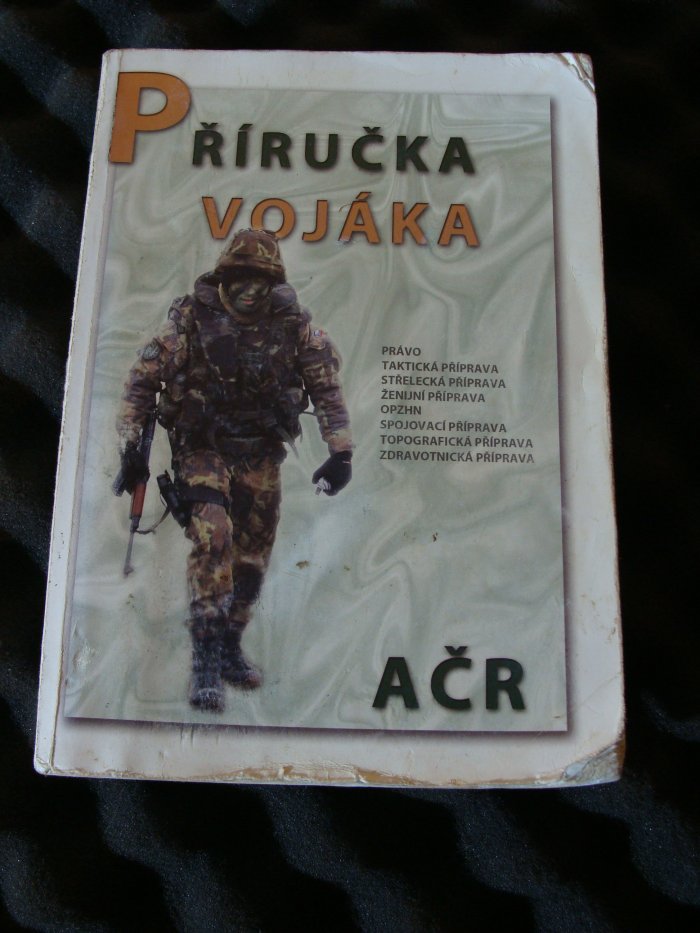 PŘÍRUČKA
VOJÁKA
PRÁVO
TAKTICKÁ PŘÍPRAVA
STŘELECKÁ PŘÍPRAVA
ŽENIJNÍ PŘÍPRAVA
OPZHN
SPOJOVACÍ PŘÍPRAVA
TOPOGRAFICKÁ PŘÍPRAVA
ZDRAVOTNICKÁ PŘÍPRAVA
AČR